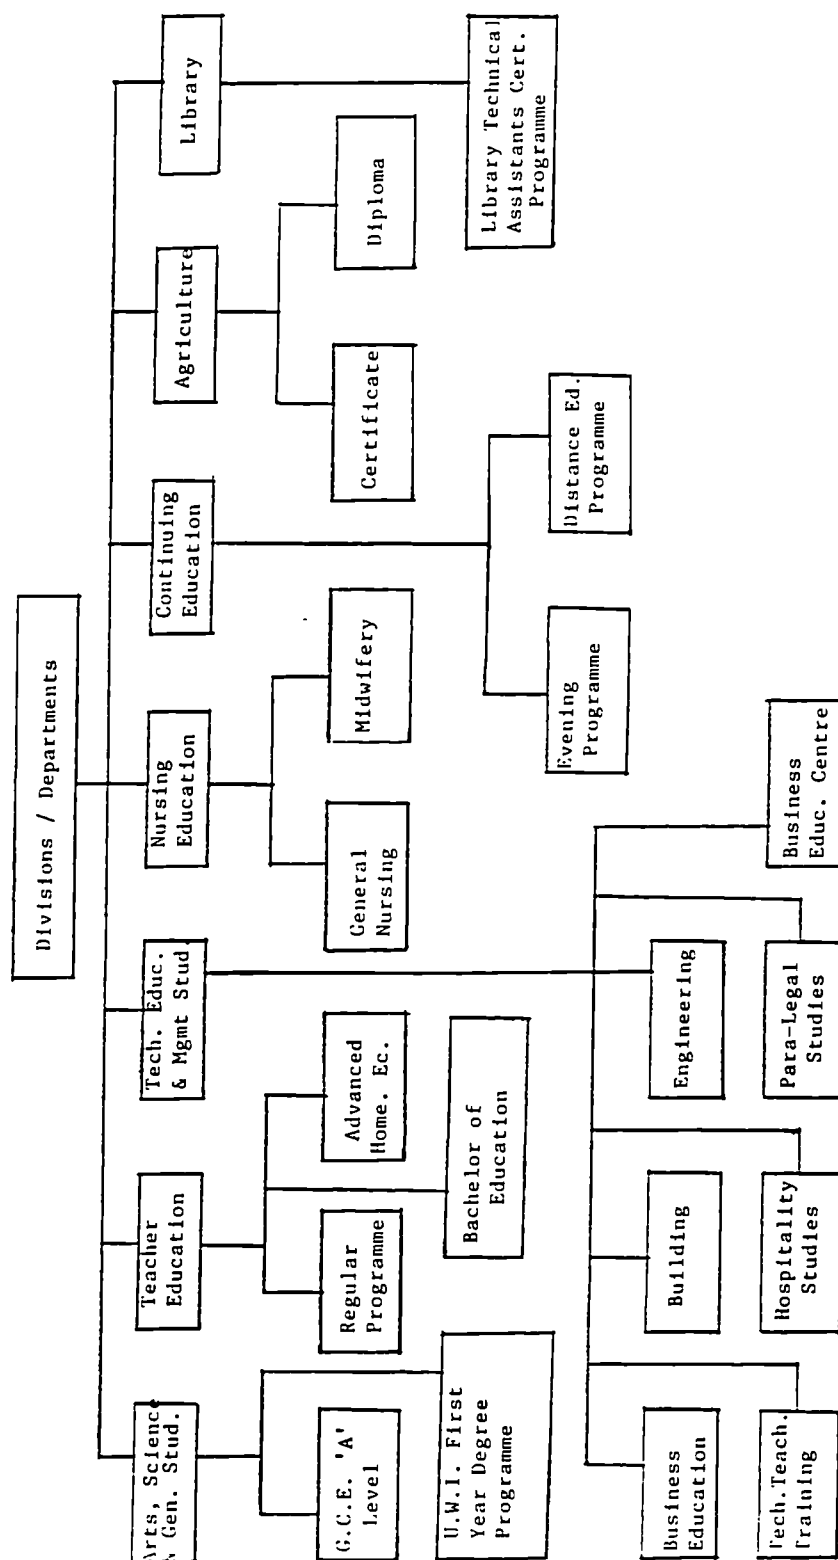 Divisions / Departments
Arts, Science
& Gen. Stud.
Teacher
Education
Tech. Educ.
& Mgmt Stud.
Nursing
Education
Continuing
Education
Agriculture
Library
G.C.E. 'A'
Level
U.W.I. First
Year Degree
Programme
Regular
Programme
Advanced
Home. Ec.
Bachelor of
Education
General
Nursing
Midwifery
Evening
Programme
Distance Ed.
Programme
Certificate
Diploma
Library Technical
Assistants Cert.
Programme
Business
Education
Building
Engineering
Business
Educ. Centre
Tech.Teach.
Training
Hospitality
Studies
Para-Legal
Studies